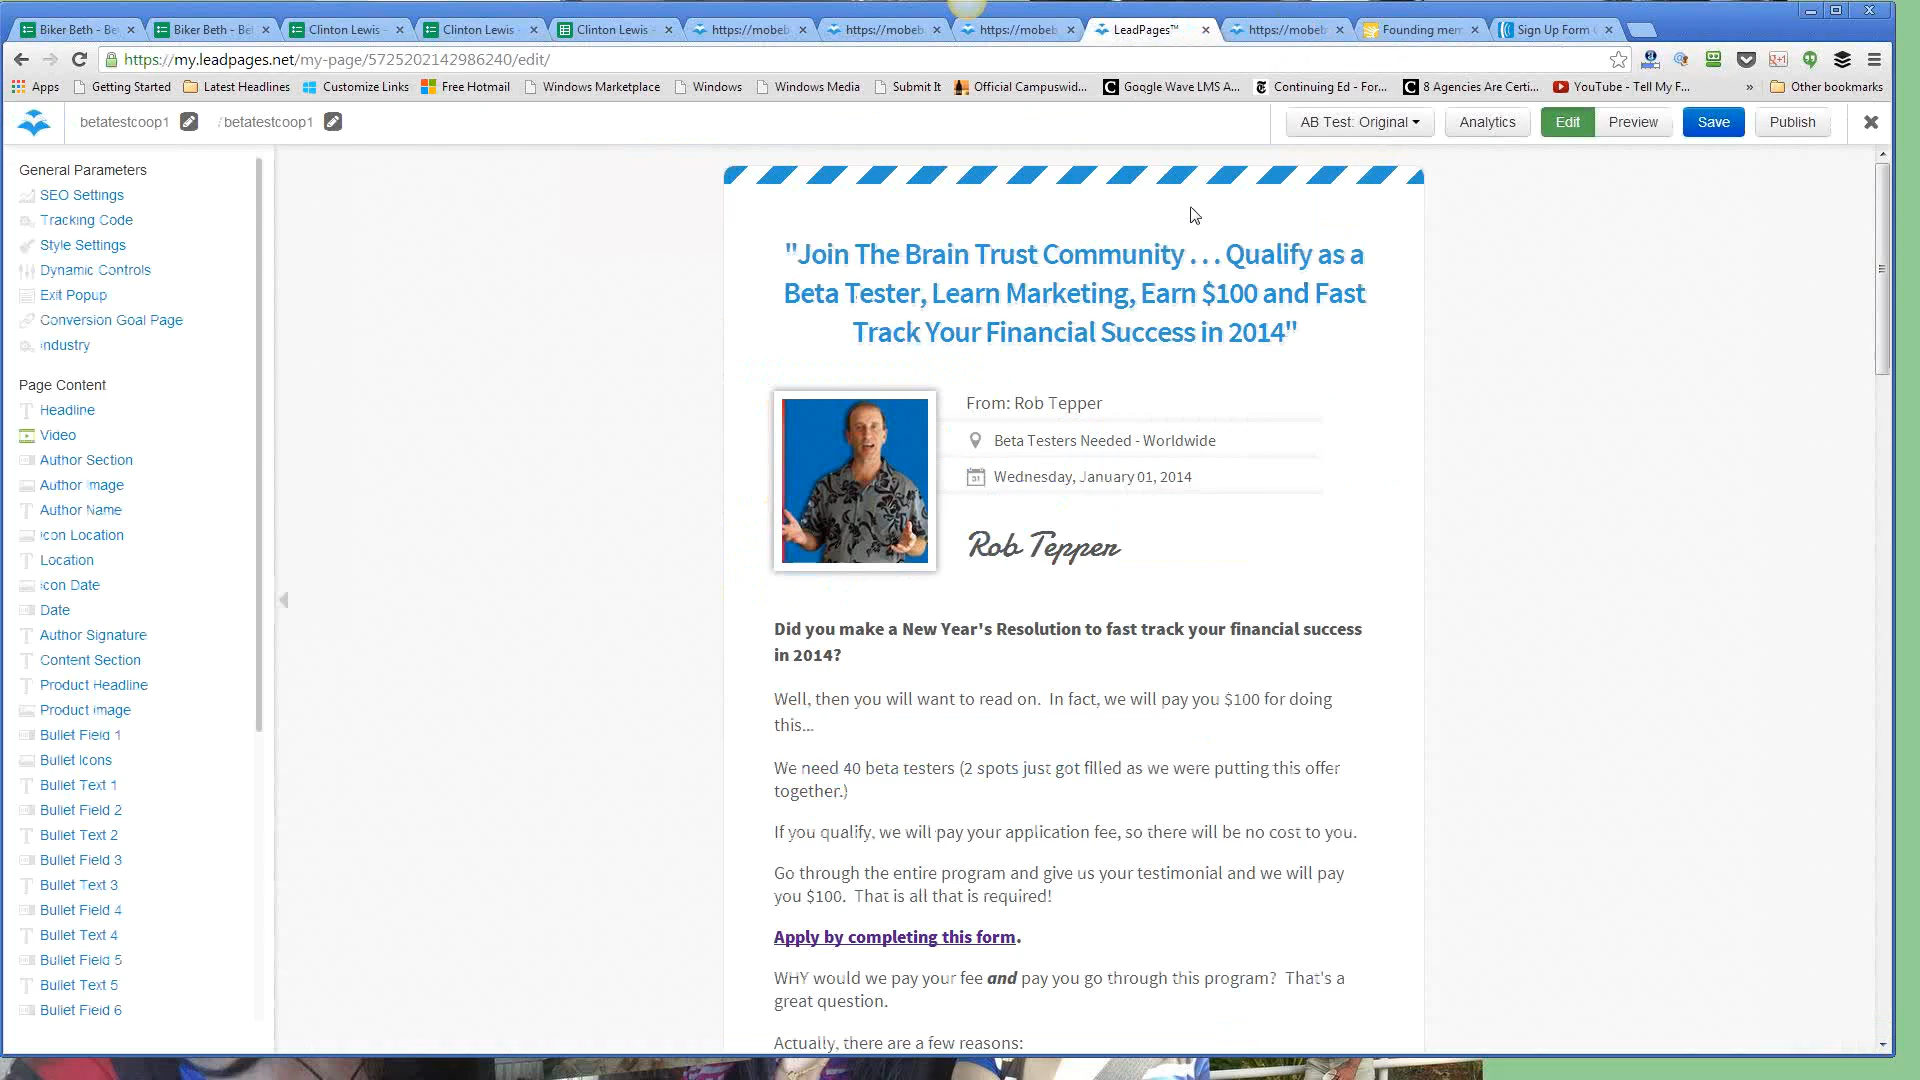 Biker Beth - Be
Biker Beth - Be
Clinton Lewis -
Clinton Lewis -
Clinton Lewis -
https://mobeb
https://mobeb
https://mobeb
LeadPages™
https://mobeb
Founding mem
Sign Up Form
https://my.leadpages.net/my-page/5725202142986240/edit/
Apps
Getting Started
Latest Headlines
Customize Links
Free Hotmail
Windows Marketplace
Windows
Windows Media
Submit It
Official Campuswid...
Google Wave LMS A...
Continuing Ed - For...
8 Agencies Are Certi...
YouTube - Tell My F...
»
Other bookmarks
betatestcoop1
/betatestcoop1
AB Test: Original
Analytics
Edit
Preview
Save
Publish
General Parameters
SEO Settings
Tracking Code
Style Settings
Dynamic Controls
Exit Popup
Conversion Goal Page
Industry
Page Content
Headline
Video
Author Section
Author Image
Author Name
Icon Location
Location
Icon Date
Date
Author Signature
Content Section
Product Headline
Product Image
Bullet Field 1
Bullet Icons
Bullet Text 1
Bullet Field 2
Bullet Text 2
Bullet Field 3
Bullet Text 3
Bullet Field 4
Bullet Text 4
Bullet Field 5
Bullet Text 5
Bullet Field 6
"Join The Brain Trust Community . . . Qualify as a
Beta Tester, Learn Marketing, Earn $100 and Fast
Track Your Financial Success in 2014"
From: Rob Tepper
Beta Testers Needed - Worldwide
31 Wednesday, January 01, 2014
Rob Tepper
Did you make a New Year's Resolution to fast track your financial success
in 2014?
Well, then you will want to read on. In fact, we will pay you $100 for doing
this...
We need 40 beta testers (2 spots just got filled as we were putting this offer
together.)
If you qualify, we will pay your application fee, so there will be no cost to you.
Go through the entire program and give us your testimonial and we will pay
you $100. That is all that is required!
Apply by completing this form.
WHY would we pay your fee and pay you go through this program? That's a
great question.
Actually, there are a few reasons: